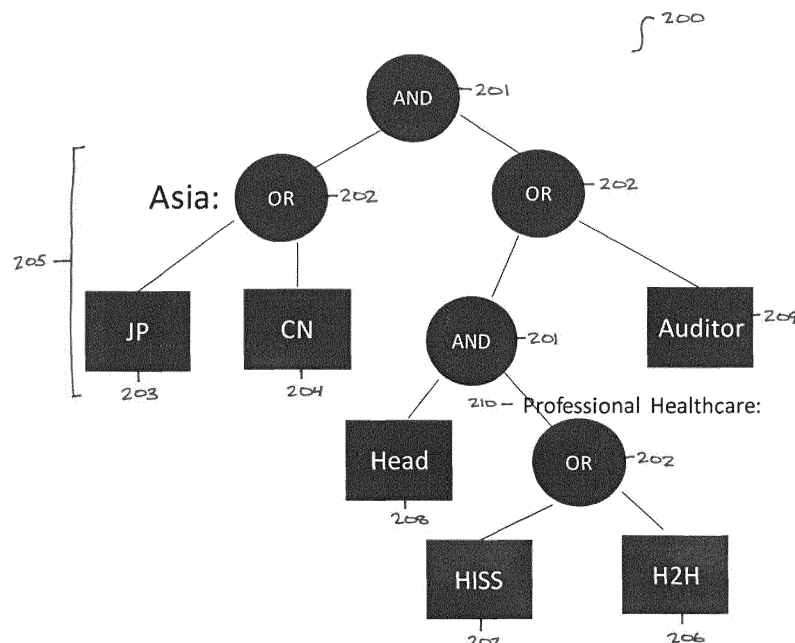 200
AND
201
Asia:
OR
202
OR
202
205
JP
CN
AND
201
Auditor
209
203
204
210
Professional Healthcare:
Head
OR
202
208
HISS
H2H
207
206